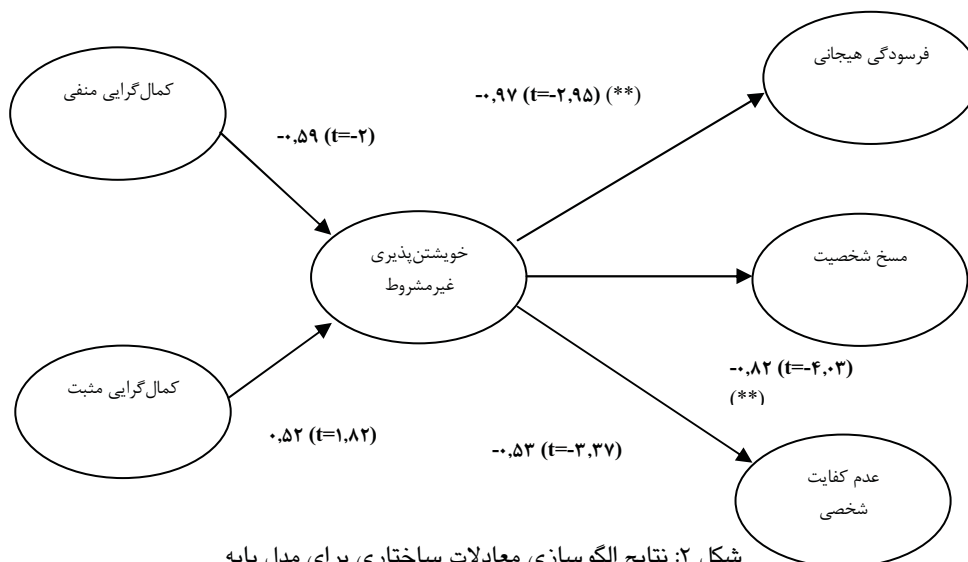 کمال‌گرایی منفی
فرسودگی هیجانی
-۰,۹۷ (t=-۲,۹۵) (**)
-۰,۵۹ (t=-۲)
خویشتن‌پذیری
غیرمشروط
مسخ شخصیت
کمال‌گرایی مثبت
-۰,۸۲ (t=-۴,۰۳)
(**)
۰,۵۲ (t=۱,۸۲)
-۰,۵۳ (t=-۳,۳۷)
عدم کفایت
شخصی
شکل ۲: نتایج الگوسازی معادلات ساختاری برای مدل پایه